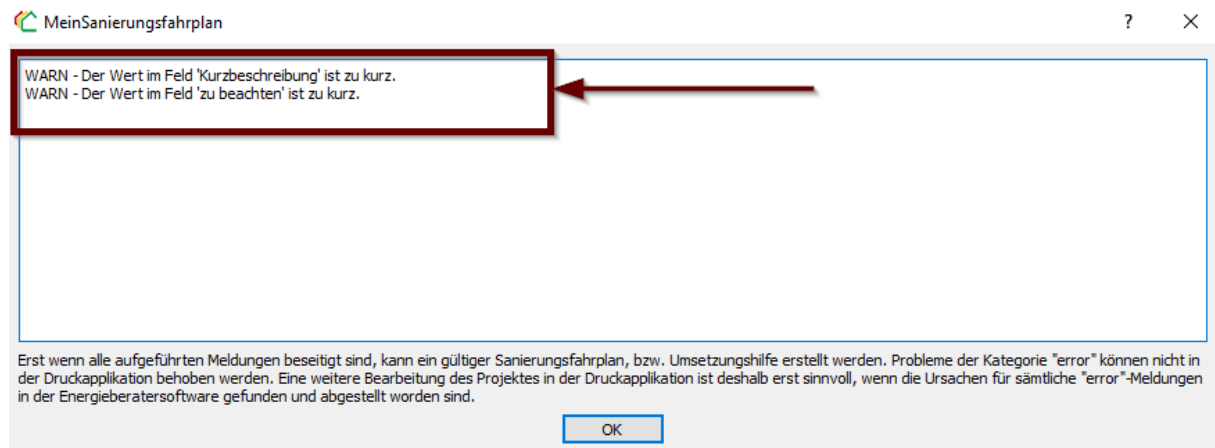 MeinSanierungsfahrplan ?
WARN - Der Wert im Feld 'Kurzbeschreibung' ist zu kurz.
WARN - Der Wert im Feld 'zu beachten' ist zu kurz.
Erst wenn alle aufgeführten Meldungen beseitigt sind, kann ein gültiger Sanierungsfahrplan, bzw. Umsetzungshilfe erstellt werden. Probleme der Kategorie "error" können nicht in
der Druckapplikation behoben werden. Eine weitere Bearbeitung des Projektes in der Druckapplikation ist deshalb erst sinnvoll, wenn die Ursachen für sämtliche "error"-Meldungen
in der Energieberatersoftware gefunden und abgestellt worden sind.
OK